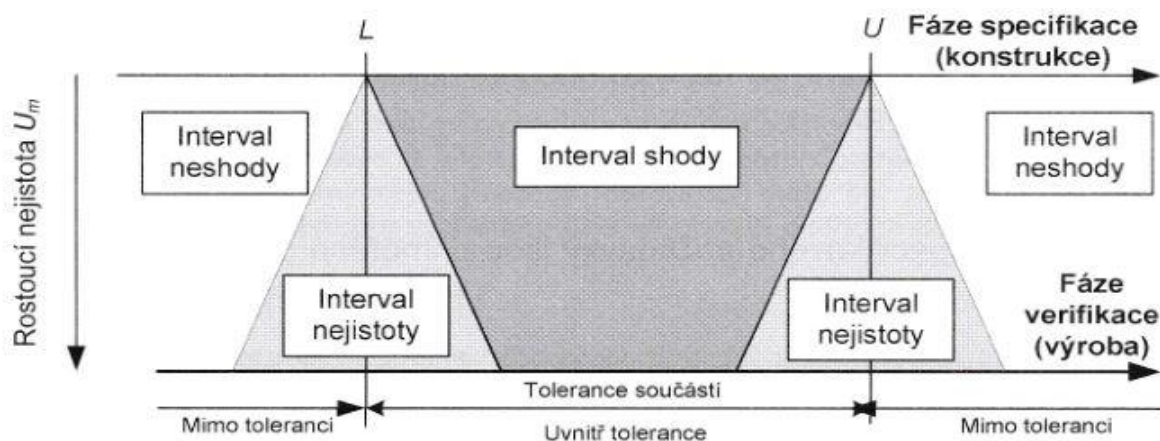 L
U
Fáze specifikace
(konstrukce)
Rostoucí nejistota Um
Interval
neshody
Interval shody
Interval
neshody
Interval
nejistoty
Interval
nejistoty
Fáze
verifikace
(výroba)
Tolerance součásti
Mimo toleranci
Uvnitř tolerance
Mimo toleranci